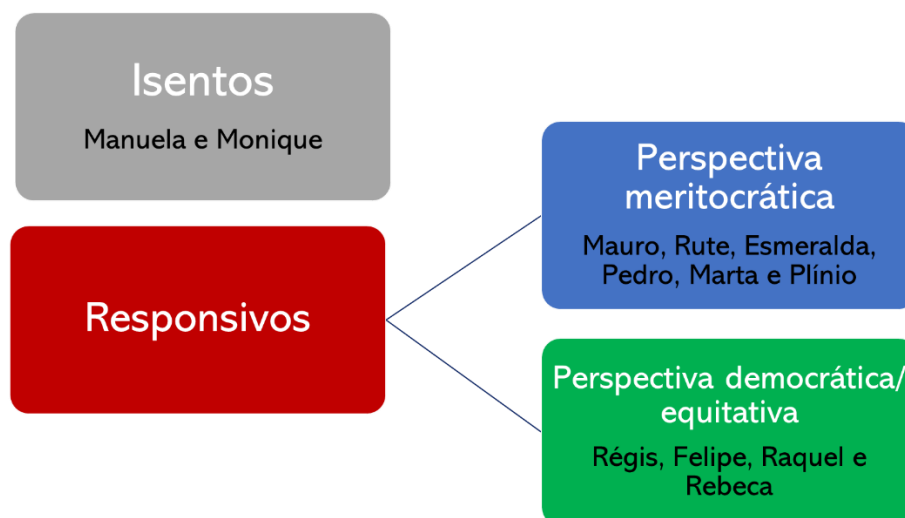 Isentos
Manuela e Monique
Responsivos
Perspectiva
meritocrática
Mauro, Rute, Esmeralda,
Pedro, Marta e Plínio
Perspectiva democrática/
equitativa
Régis, Felipe, Raquel e
Rebeca